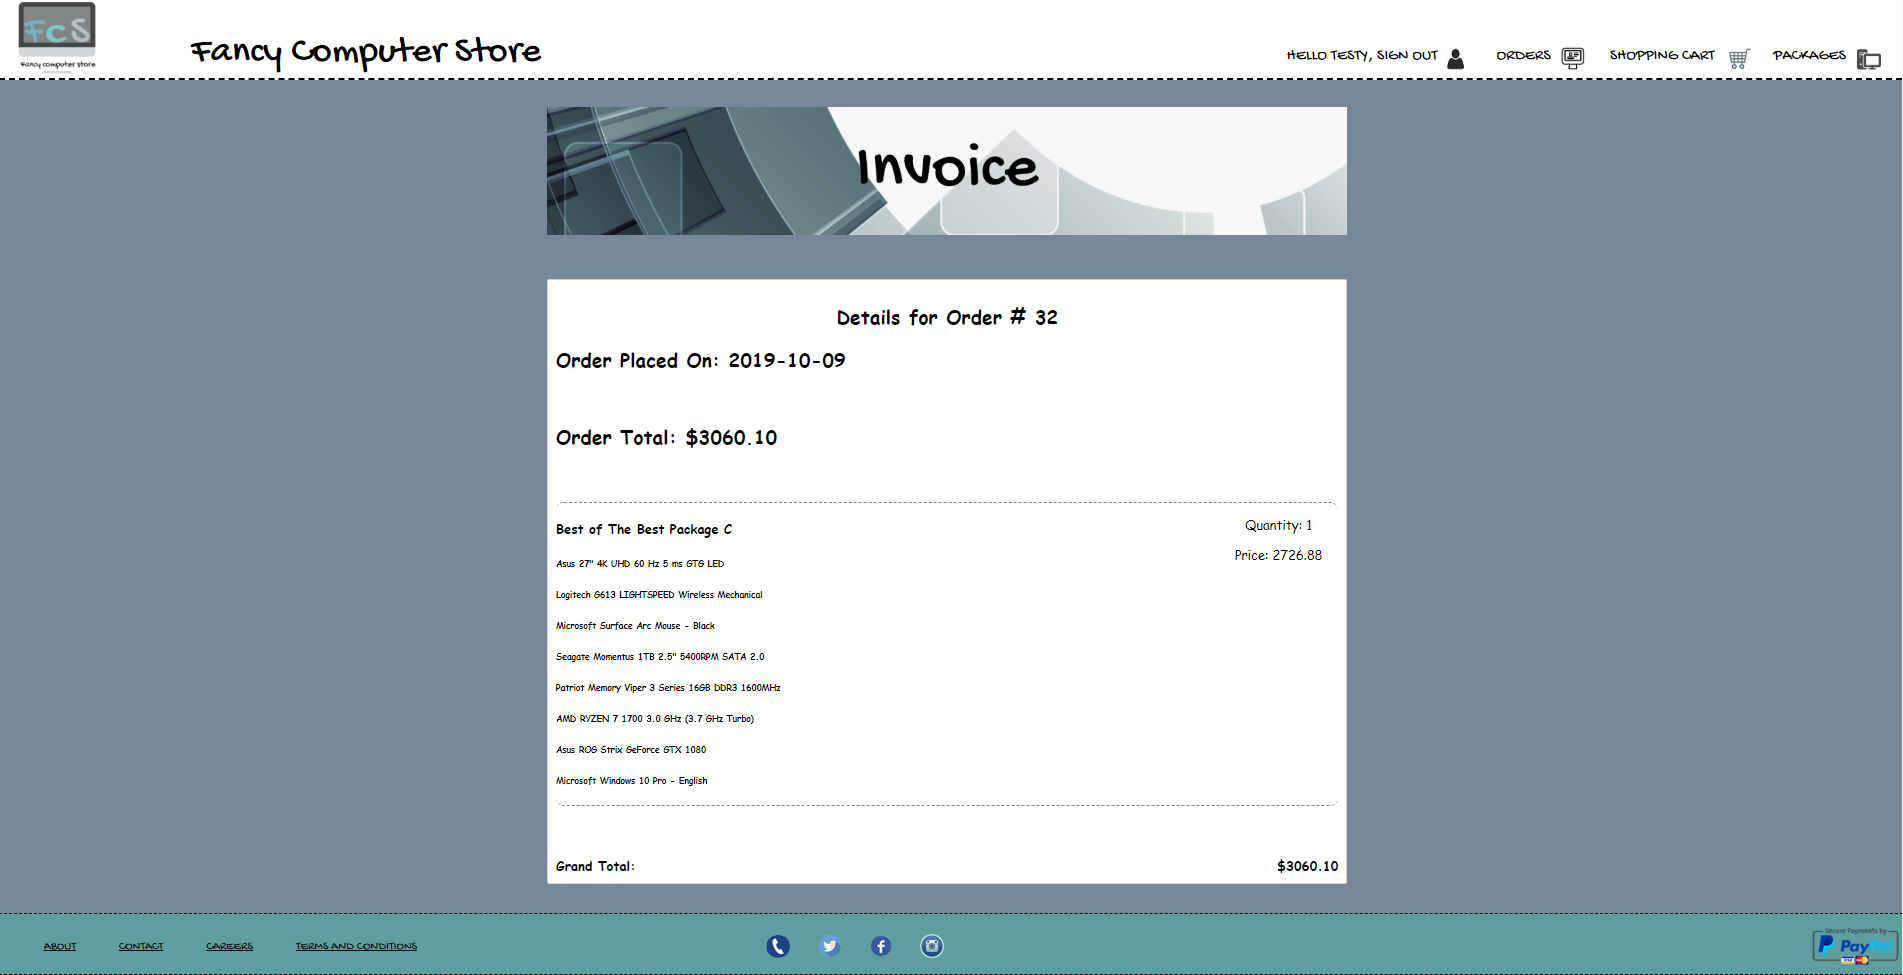 FcS
Fancy computer store
Fancy Computer Store
HELLO TESTY, SIGN OUT
ORDERS
SHOPPING CART
PACKAGES
Invoice
Details for Order # 32
Order Placed On: 2019-10-09
Order Total: $3060.10
Best of The Best Package C
Quantity: 1
Price: 2726.88
Asus 27" 4K UHD 60 Hz 5 ms GTG LED
Logitech G613 LIGHTSPEED Wireless Mechanical
Microsoft Surface Arc Mouse - Black
Seagate Momentus 1TB 2.5" 5400RPM SATA 2.0
Patriot Memory Viper 3 Series 16GB DDR3 1600MHz
AMD RYZEN 7 1700 3.0 GHz (3.7 GHz Turbo)
Asus ROG Strix GeForce GTX 1080
Microsoft Windows 10 Pro - English
Grand Total: $3060.10
ABOUT
CONTACT
CAREERS
TERMS AND CONDITIONS
Secure Payments by
PayPal
VISA